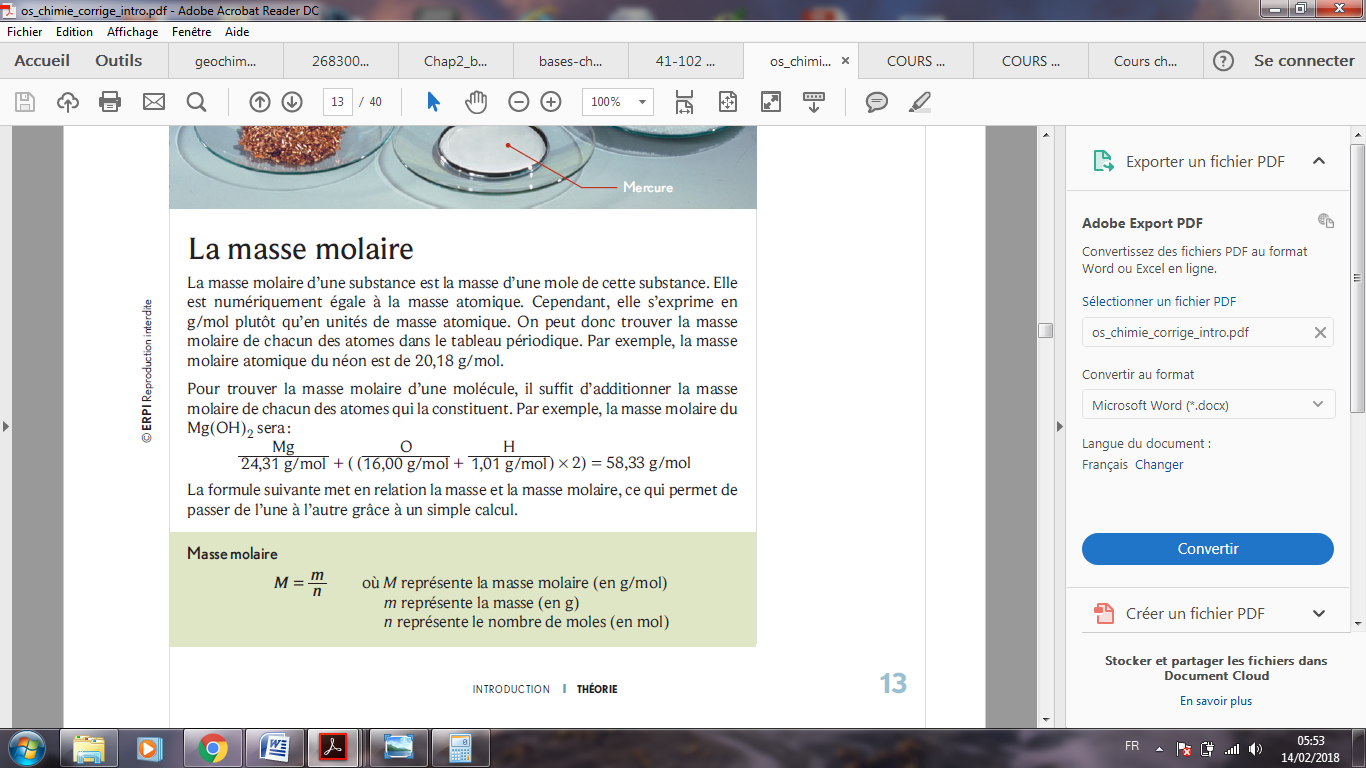 os_chimie_corrige_intro.pdf - Adobe Acrobat Reader DC
Fichier Edition Affichage Fenêtre Aide
Accueil Outils geochim... 268300... Chap2_b... bases-ch... 41-102 ... os_chimi... × COURS ... COURS ... Cours ch... ? Se connecter
13 / 40 100%
Mercure
La masse molaire
La masse molaire d'une substance est la masse d'une mole de cette substance. Elle
est numériquement égale à la masse atomique. Cependant, elle s'exprime en
g/mol plutôt qu'en unités de masse atomique. On peut donc trouver la masse
molaire de chacun des atomes dans le tableau périodique. Par exemple, la masse
molaire atomique du néon est de 20,18 g/mol.
Pour trouver la masse molaire d'une molécule, il suffit d'additionner la masse
molaire de chacun des atomes qui la constituent. Par exemple, la masse molaire du
Mg(OH)₂ sera :
Mg O H
24,31 g/mol + ( (16,00 g/mol + 1,01 g/mol) × 2) = 58,33 g/mol
La formule suivante met en relation la masse et la masse molaire, ce qui permet de
passer de l'une à l'autre grâce à un simple calcul.
Masse molaire
M = m/n où M représente la masse molaire (en g/mol)
m représente la masse (en g)
n représente le nombre de moles (en mol)
INTRODUCTION | THÉORIE
13
© ERPI Reproduction interdite
Exporter un fichier PDF
Adobe Export PDF
Convertissez des fichiers PDF au format
Word ou Excel en ligne.
Sélectionner un fichier PDF
os_chimie_corrige_intro.pdf
Convertir au format
Microsoft Word (*.docx)
Langue du document :
Français Changer
Convertir
Créer un fichier PDF
Stocker et partager les fichiers dans
Document Cloud
En savoir plus
FR
05:53
14/02/2018